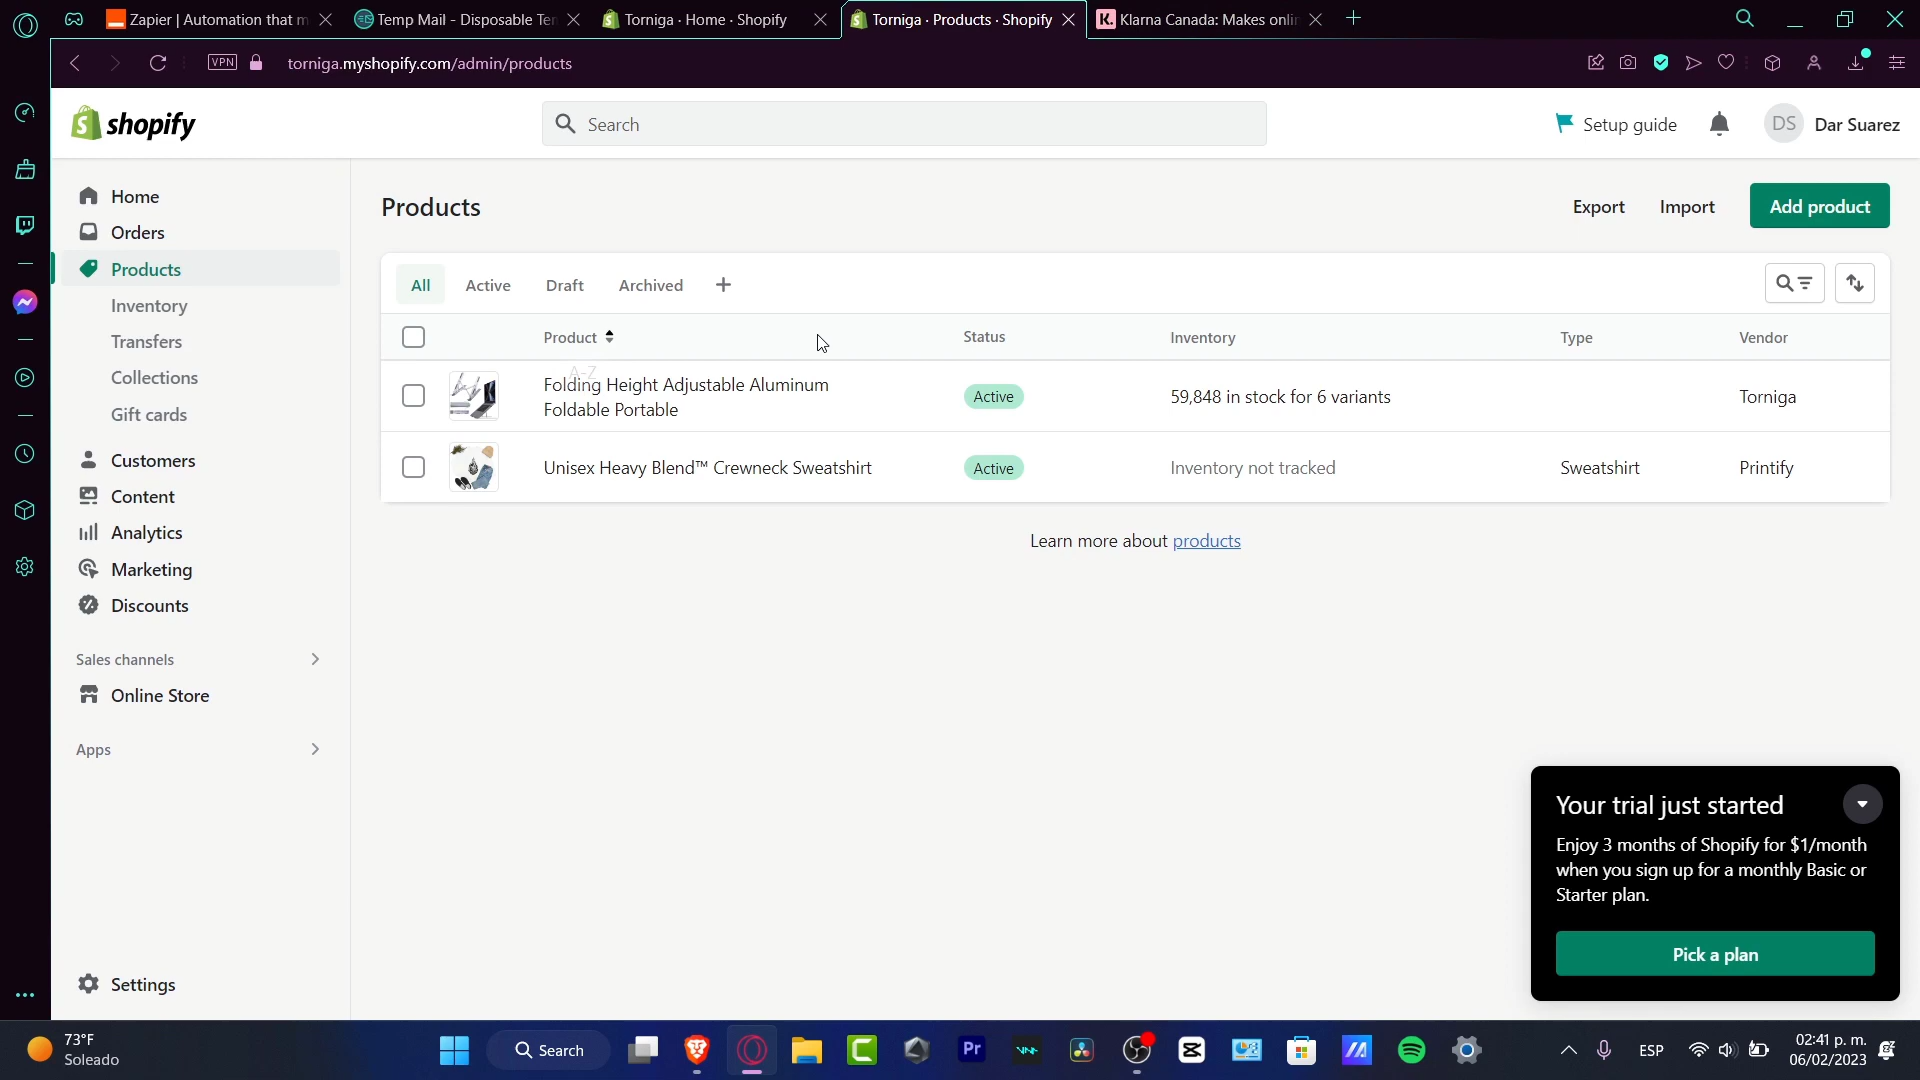 Zapier | Automation that m
Temp Mail - Disposable Ten
Torniga · Home · Shopify
Torniga · Products · Shopify
K.
Klarna Canada: Makes onlin
VPN
torniga.myshopify.com/admin/products
shopify
Search
Setup guide
DS
Dar Suarez
Home
Orders
Products
Inventory
Transfers
Collections
Gift cards
Customers
Content
Analytics
Marketing
Discounts
Sales channels
Online Store
Apps
Settings
Products
Export
Import
Add product
All
Active
Draft
Archived
Product
Status
Inventory
Type
Vendor
A-Z
Folding Height Adjustable Aluminum
Foldable Portable
Active
59,848 in stock for 6 variants
Torniga
Unisex Heavy Blend™ Crewneck Sweatshirt
Active
Inventory not tracked
Sweatshirt
Printify
Learn more about products
Your trial just started
Enjoy 3 months of Shopify for $1/month
when you sign up for a monthly Basic or
Starter plan.
Pick a plan
73°F
Soleado
Search
Pr
ESP
02:41 p. m.
06/02/2023